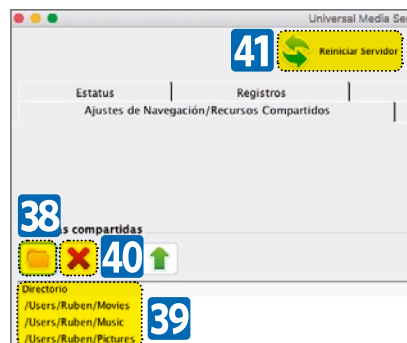 Universal Media Se
41
Reiniciar Servidor
Estatus
Registros
Ajustes de Navegación/Recursos Compartidos
38
s compartidas
40
Directorio
/Users/Ruben/Movies
/Users/Ruben/Music
39
/Users/Ruben/Pictures